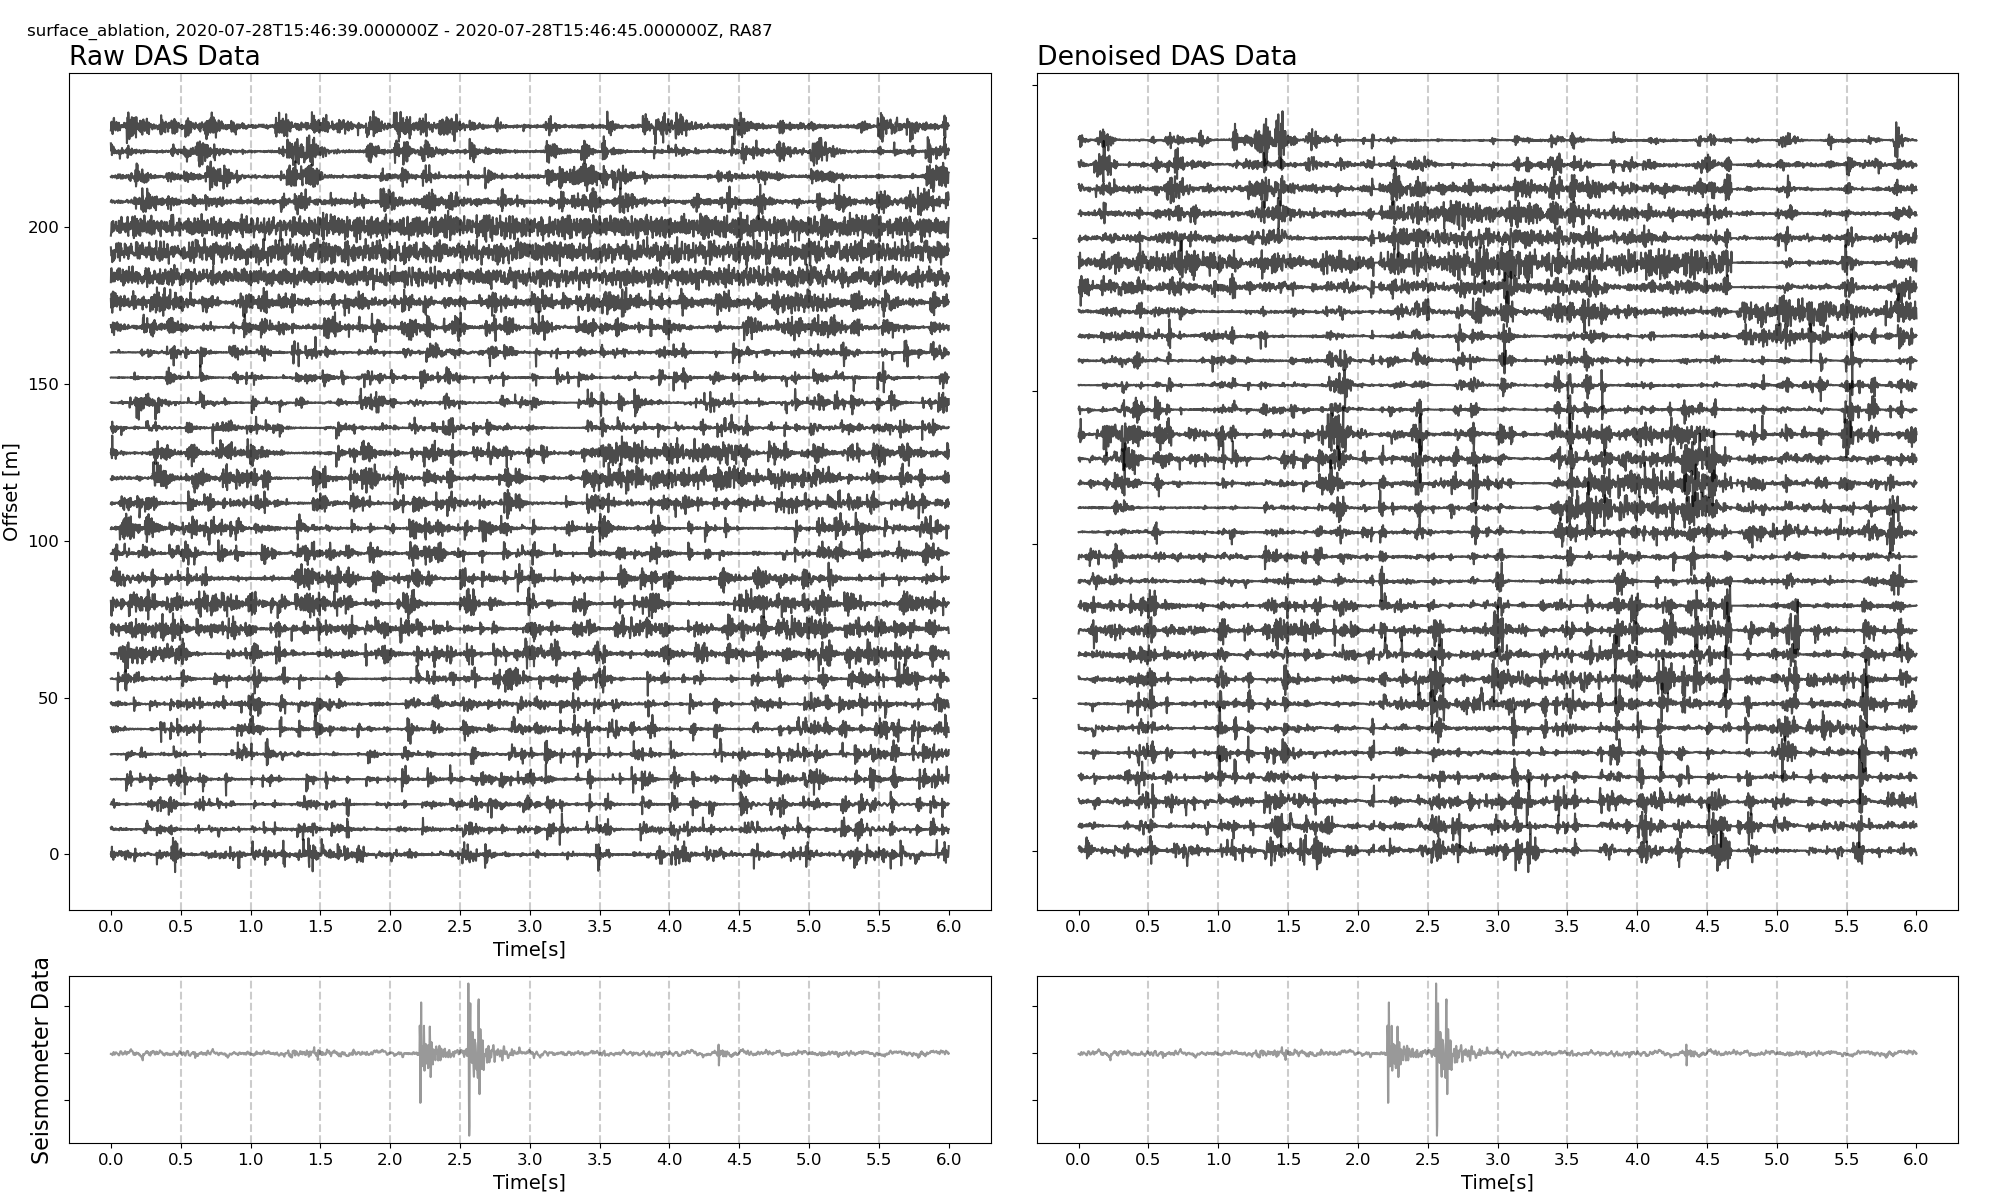 surface_ablation, 2020-07-28T15:46:39.000000Z - 2020-07-28T15:46:45.000000Z, RA87
Raw DAS Data
Denoised DAS Data
Offset [m]
200
150
100
50
0
0.0 0.5 1.0 1.5 2.0 2.5 3.0 3.5 4.0 4.5 5.0 5.5 6.0
Time[s]
0.0 0.5 1.0 1.5 2.0 2.5 3.0 3.5 4.0 4.5 5.0 5.5 6.0
Seismometer Data
0.0 0.5 1.0 1.5 2.0 2.5 3.0 3.5 4.0 4.5 5.0 5.5 6.0
Time[s]
0.0 0.5 1.0 1.5 2.0 2.5 3.0 3.5 4.0 4.5 5.0 5.5 6.0
Time[s]